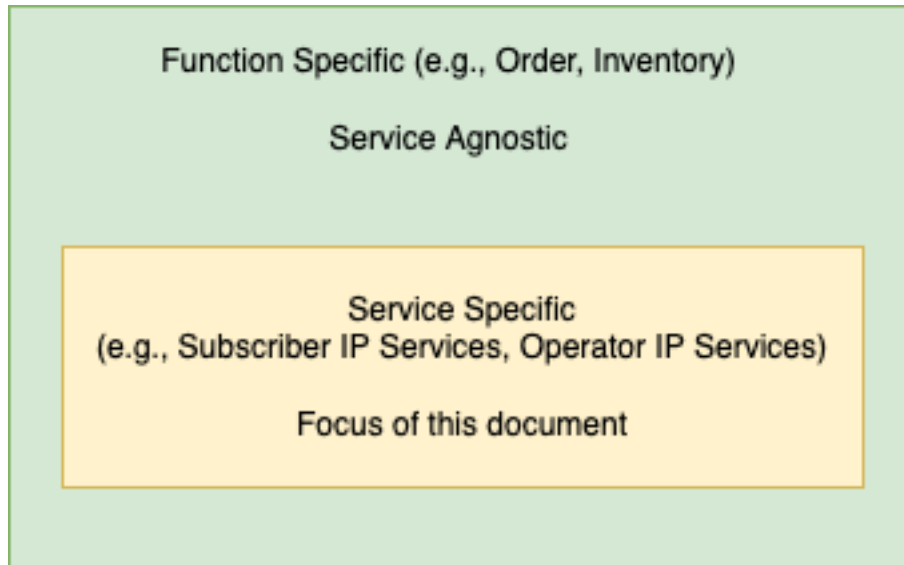 Function Specific (e.g., Order, Inventory)
Service Agnostic
Service Specific
(e.g., Subscriber IP Services, Operator IP Services)
Focus of this document